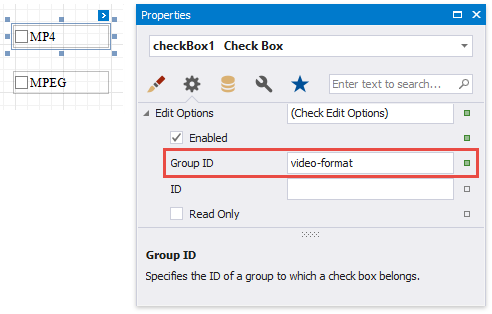 MP4
MPEG
Properties
checkBox1 Check Box
Enter text to search...
Edit Options (Check Edit Options)
Enabled
Group ID video-format
ID
Read Only
Group ID
Specifies the ID of a group to which a check box belongs.